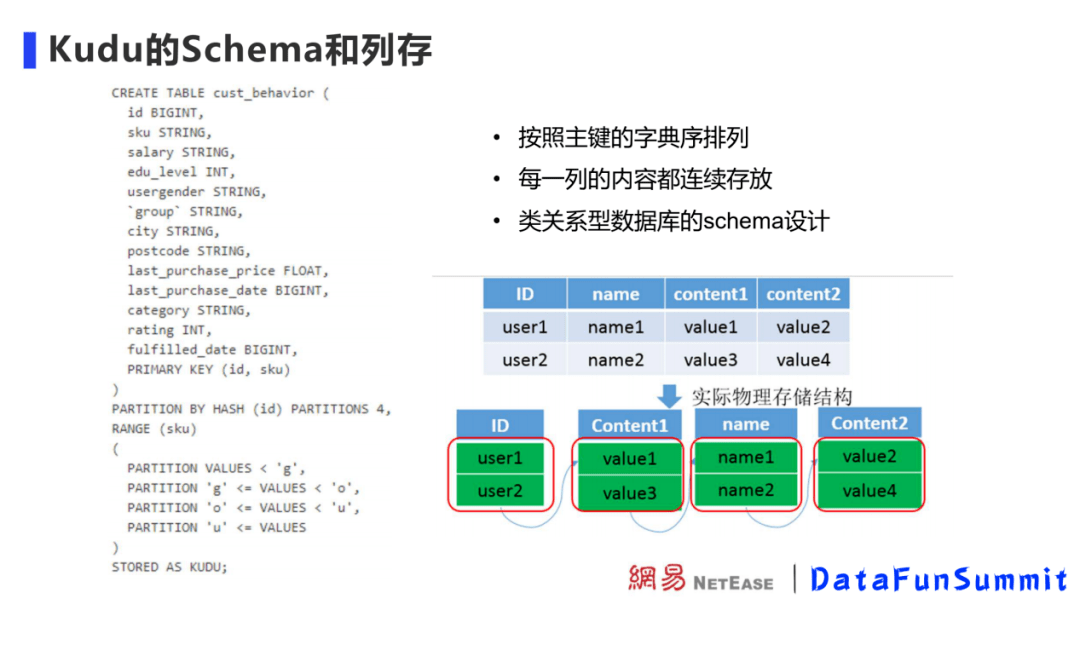 Kudu的Schema和列存
CREATE TABLE cust_behavior (
id BIGINT,
sku STRING,
salary STRING,
edu_level INT,
usergender STRING,
`group` STRING,
city STRING,
postcode STRING,
last_purchase_price FLOAT,
last_purchase_date BIGINT,
category STRING,
rating INT,
fulfilled_date BIGINT,
PRIMARY KEY (id, sku)
)
PARTITION BY HASH (id) PARTITIONS 4,
RANGE (sku)
(
PARTITION VALUES < 'g',
PARTITION 'g' <= VALUES < 'o',
PARTITION 'o' <= VALUES < 'u',
PARTITION 'u' <= VALUES
)
STORED AS KUDU;
• 按照主键的字典序排列
• 每一列的内容都连续存放
• 类关系型数据库的schema设计
ID name content1 content2
user1 name1 value1 value2
user2 name2 value3 value4
实际物理存储结构
ID Content1 name Content2
user1 value1 name1 value2
user2 value3 name2 value4
網易 NETEASE | DataFunSummit